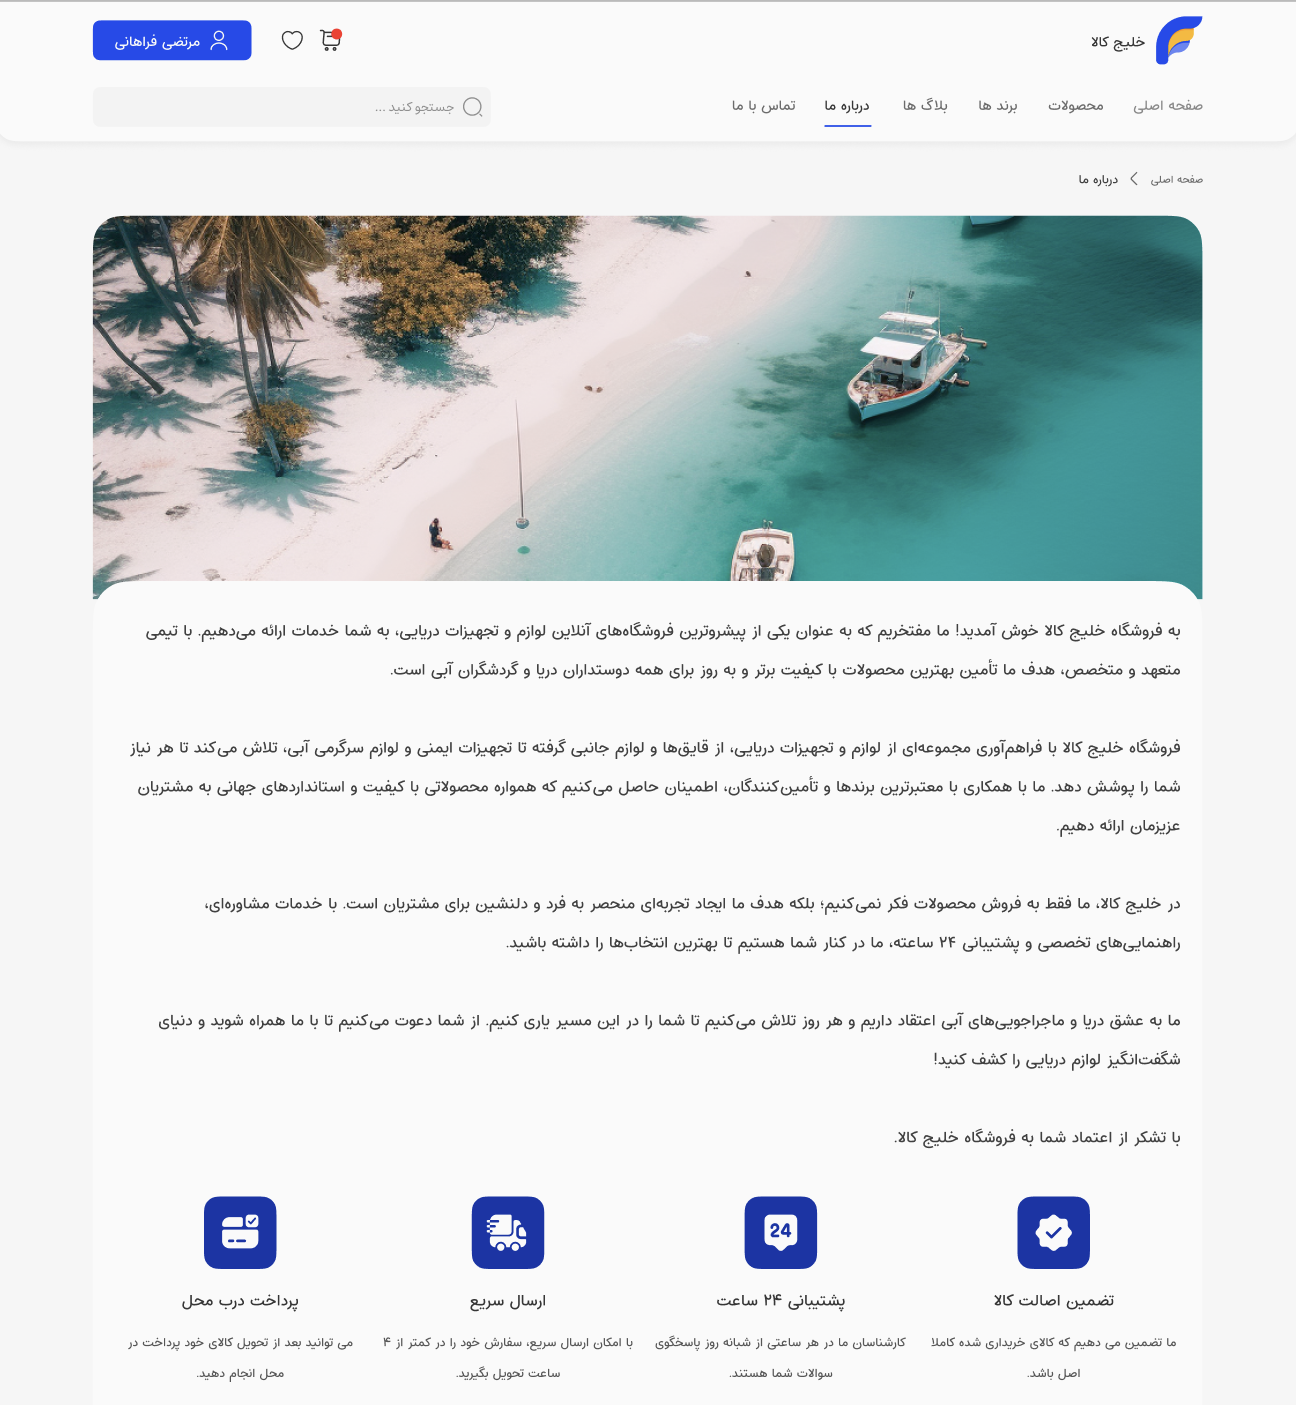 خلیج کالا
مرتضی فراهانی
صفحه اصلی
محصولات
برند ها
بلاگ ها
درباره ما
تماس با ما
جستجو کنید ...
صفحه اصلی
درباره ما
به فروشگاه خلیج کالا خوش آمدید! ما مفتخریم که به عنوان یکی از پیشروترین فروشگاه‌های آنلاین لوازم و تجهیزات دریایی، به شما خدمات ارائه می‌دهیم. با تیمی
متعهد و متخصص، هدف ما تأمین بهترین محصولات با کیفیت برتر و به روز برای همه دوستداران دریا و گردشگران آبی است.
فروشگاه خلیج کالا با فراهم‌آوری مجموعه‌ای از لوازم و تجهیزات دریایی، از قایق‌ها و لوازم جانبی گرفته تا تجهیزات ایمنی و لوازم سرگرمی آبی، تلاش می‌کند تا هر نیاز
شما را پوشش دهد. ما با همکاری با معتبرترین برندها و تأمین‌کنندگان، اطمینان حاصل می‌کنیم که همواره محصولاتی با کیفیت و استانداردهای جهانی به مشتریان
عزیزمان ارائه دهیم.
در خلیج کالا، ما فقط به فروش محصولات فکر نمی‌کنیم؛ بلکه هدف ما ایجاد تجربه‌ای منحصر به فرد و دلنشین برای مشتریان است. با خدمات مشاوره‌ای،
راهنمایی‌های تخصصی و پشتیبانی ۲۴ ساعته، ما در کنار شما هستیم تا بهترین انتخاب‌ها را داشته باشید.
ما به عشق دریا و ماجراجویی‌های آبی اعتقاد داریم و هر روز تلاش می‌کنیم تا شما را در این مسیر یاری کنیم. از شما دعوت می‌کنیم تا با ما همراه شوید و دنیای
شگفت‌انگیز لوازم دریایی را کشف کنید!
با تشکر از اعتماد شما به فروشگاه خلیج کالا.
24
تضمین اصالت کالا
ما تضمین می دهیم که کالای خریداری شده کاملا
اصل باشد.
پشتیبانی ۲۴ ساعت
کارشناسان ما در هر ساعتی از شبانه روز پاسخگوی
سوالات شما هستند.
ارسال سریع
با امکان ارسال سریع، سفارش خود را در کمتر از ۴
ساعت تحویل بگیرید.
پرداخت درب محل
می توانید بعد از تحویل کالای خود پرداخت در
محل انجام دهید.